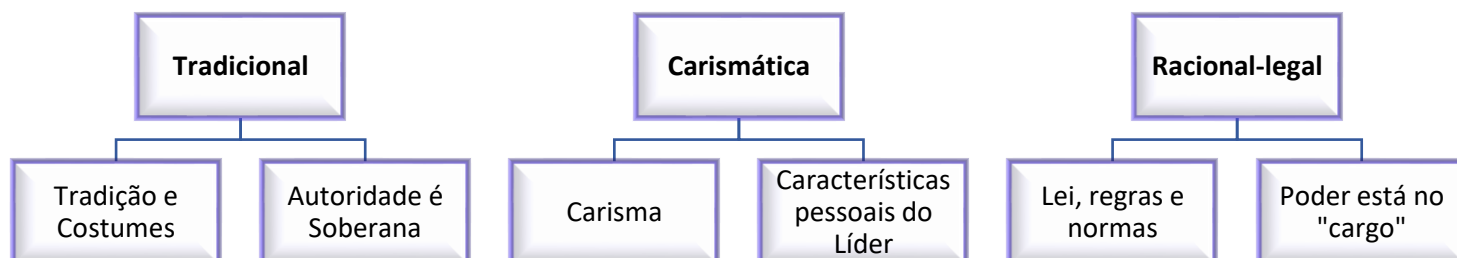 Tradicional
Carismática
Racional-legal
Tradição e
Costumes
Autoridade é
Soberana
Carisma
Características
pessoais do
Líder
Lei, regras e
normas
Poder está no
"cargo"